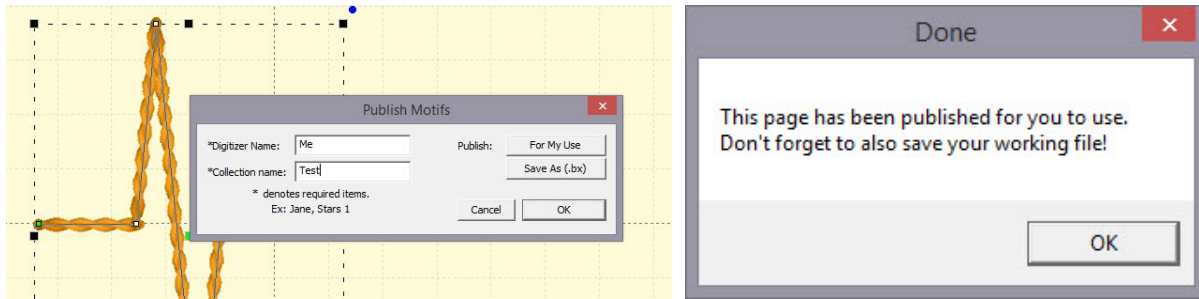 Publish Motifs
*Digitizer Name: Me Publish: For My Use
*Collection name: Test Save As (.bx)
* denotes required items.
Ex: Jane, Stars 1
Cancel OK
Done
This page has been published for you to use.
Don't forget to also save your working file!
OK